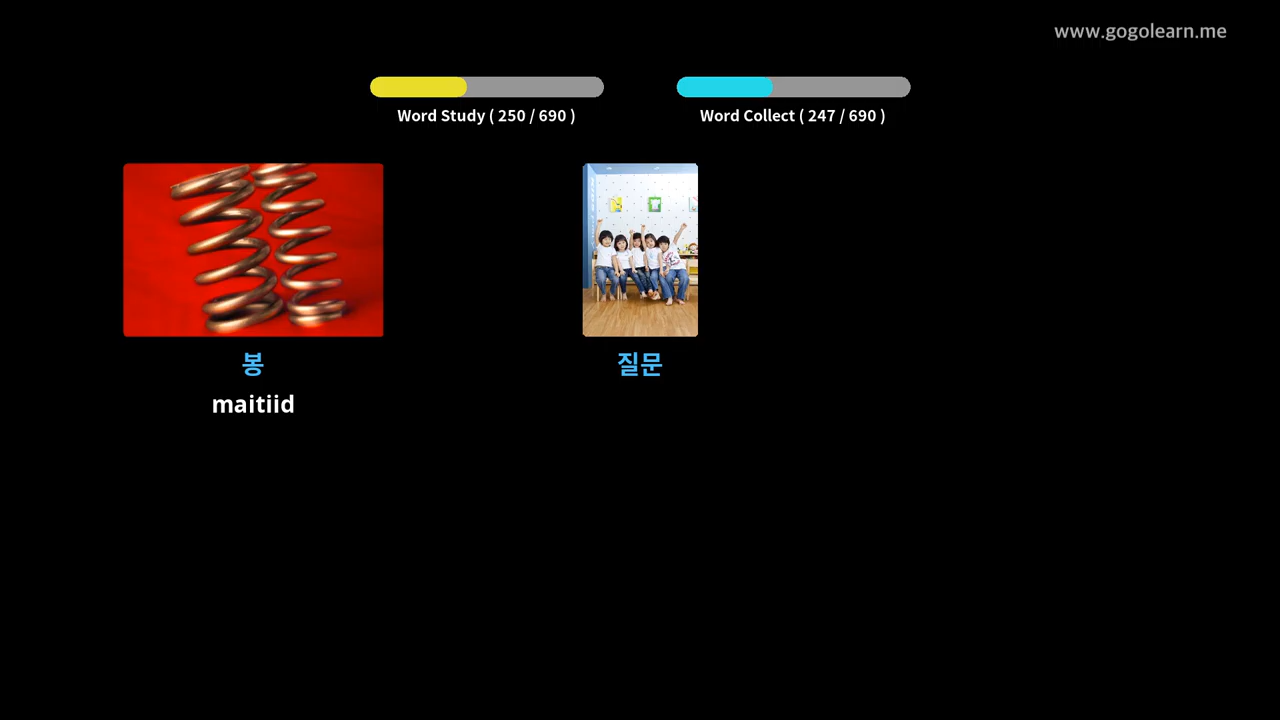 www.gogolearn.me
Word Study ( 250 / 690 )
Word Collect ( 247 / 690 )
봉
질문
maitiid